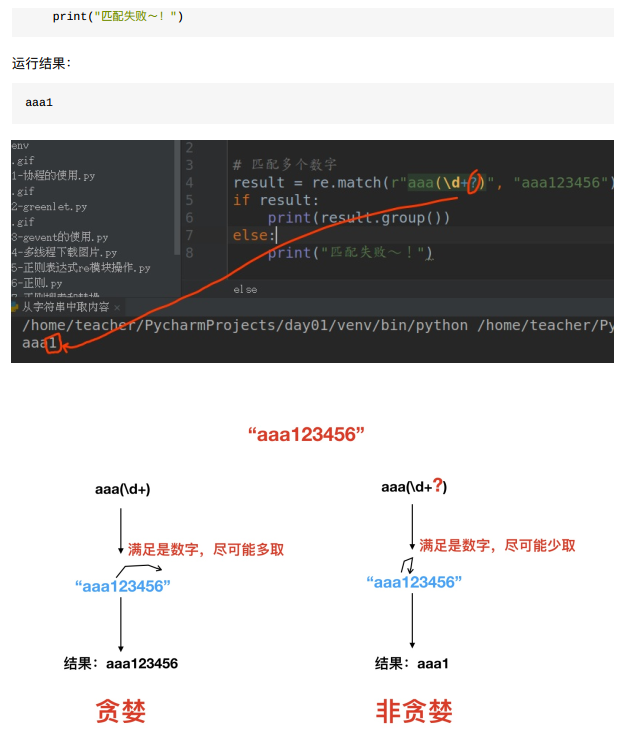 print("匹配失败～！")
运行结果：
aaa1
env
.gif
1-协程的使用.py
.gif
2-greenlet.py
.gif
3-gevent的使用.py
4-多线程下载图片.py
5-正则表达式re模块操作.py
6-正则.py
2
3 # 匹配多个数字
4 result = re.match(r"aaa(\d+?)", "aaa123456")
5 if result:
6 print(result.group())
7 else:
8 print("匹配失败～！")
else
从字符串中取内容 ×
/home/teacher/PycharmProjects/day01/venv/bin/python /home/teacher/Py
aaa1
“aaa123456”
aaa(\d+)
满足是数字，尽可能多取
“aaa123456”
结果：aaa123456
贪婪
aaa(\d+?)
满足是数字，尽可能少取
“aaa123456”
结果：aaa1
非贪婪